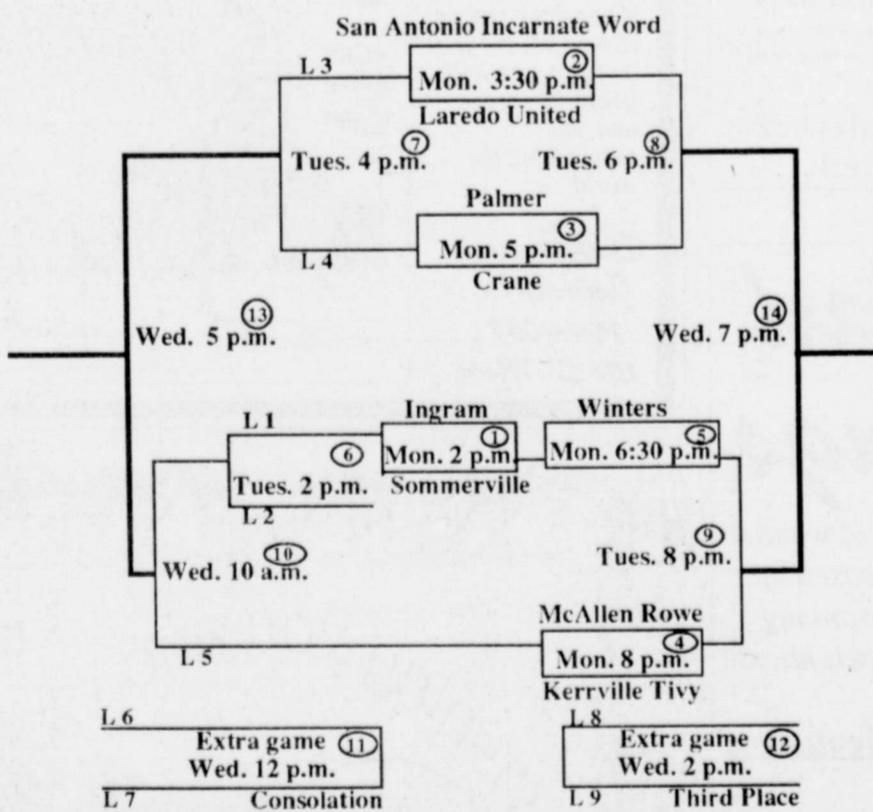 San Antonio Incarnate Word
L 3
2
Mon. 3:30 p.m.
Laredo United
7
Tues. 4 p.m.
8
Tues. 6 p.m.
Palmer
3
Mon. 5 p.m.
L 4
Crane
13
Wed. 5 p.m.
14
Wed. 7 p.m.
L 1
Ingram
Winters
6
1
5
Tues. 2 p.m.
Mon. 2 p.m.
Mon. 6:30 p.m.
L 2
Sommerville
10
Wed. 10 a.m.
9
Tues. 8 p.m.
McAllen Rowe
4
L 5
Mon. 8 p.m.
Kerrville Tivy
L 6
Extra game 11
Wed. 12 p.m.
L 7 Consolation
L 8
Extra game 12
Wed. 2 p.m.
L 9 Third Place